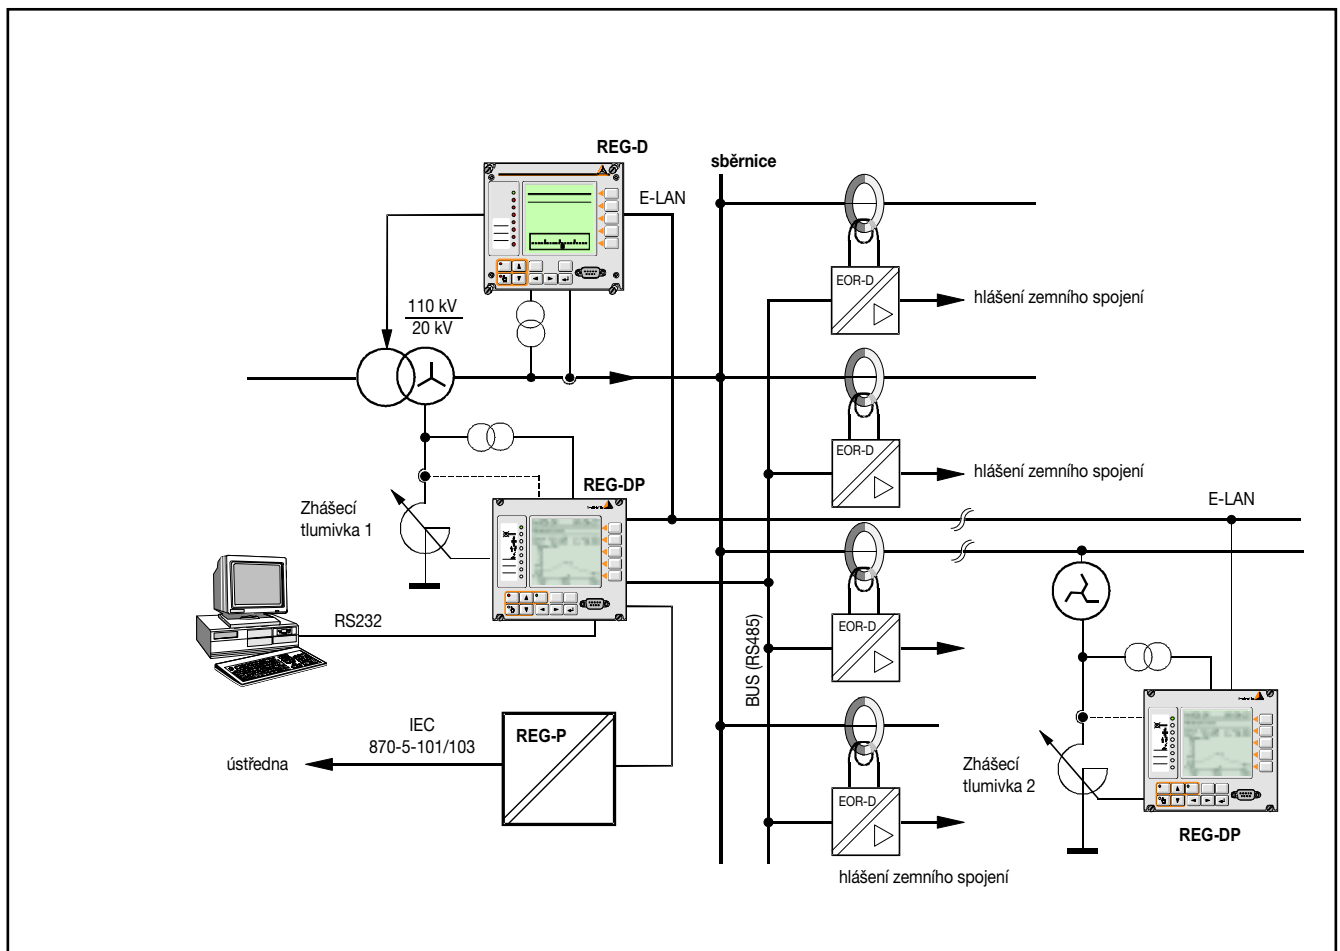 REG-D
sběrnice
E-LAN
EOR-D
hlášení zemního spojení
110 kV
20 kV
EOR-D
hlášení zemního spojení
REG-DP
E-LAN
Zhášecí
tlumivka 1
RS232
EOR-D
BUS (RS485)
IEC
870-5-101/103
REG-P
ústředna
Zhášecí
tlumivka 2
EOR-D
REG-DP
hlášení zemního spojení